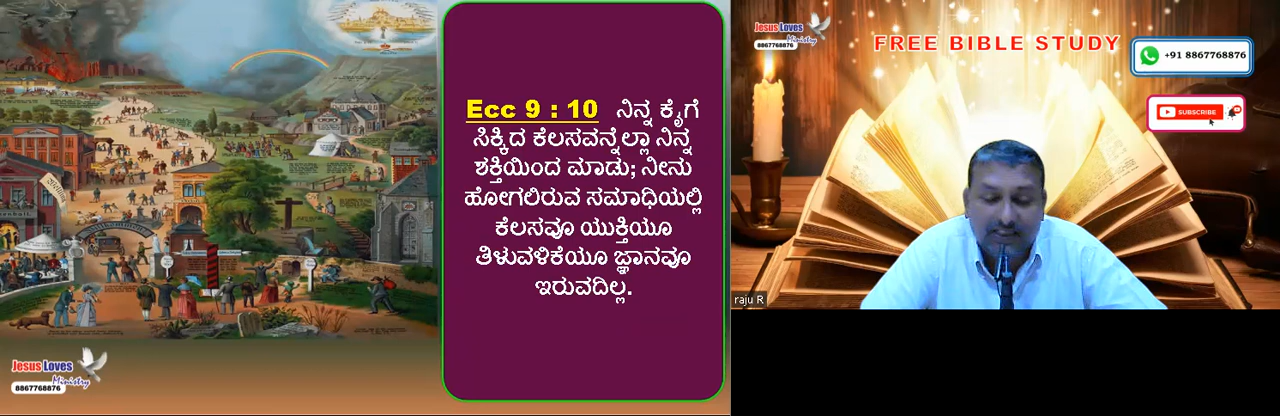 Ecc 9 : 10 ನಿನ್ನ ಕೈಗೆ
ಸಿಕ್ಕಿದ ಕೆಲಸವನ್ನೆಲ್ಲಾ ನಿನ್ನ
ಶಕ್ತಿಯಿಂದ ಮಾಡು; ನೀನು
ಹೋಗಲಿರುವ ಸಮಾಧಿಯಲ್ಲಿ
ಕೆಲಸವೂ ಯುಕ್ತಿಯೂ
ತಿಳುವಳಿಕೆಯೂ ಜ್ಞಾನವೂ
ಇರುವದಿಲ್ಲ.
Jesus Loves
Ministry
8867768876
Jesus Loves
Ministry
8867768876
FREE BIBLE STUDY
+91 8867768876
SUBSCRIBE
raju R